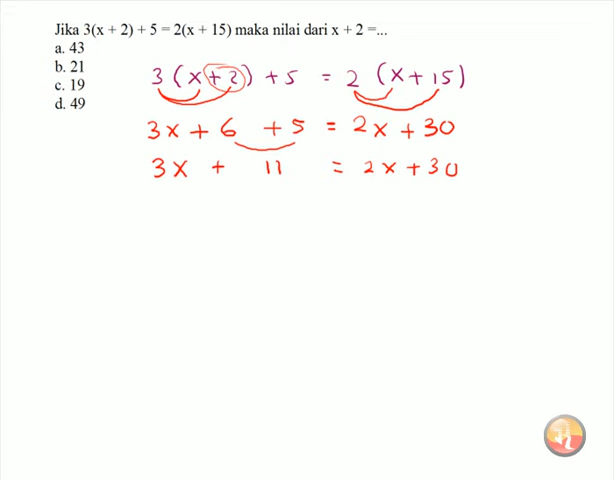 Jika 3(x + 2) + 5 = 2(x + 15) maka nilai dari x + 2 =...
a. 43
b. 21
c. 19
d. 49
3 (x + 2) + 5 = 2 (x + 15)
3x + 6 + 5 = 2x + 30
3x + 11 = 2x + 30